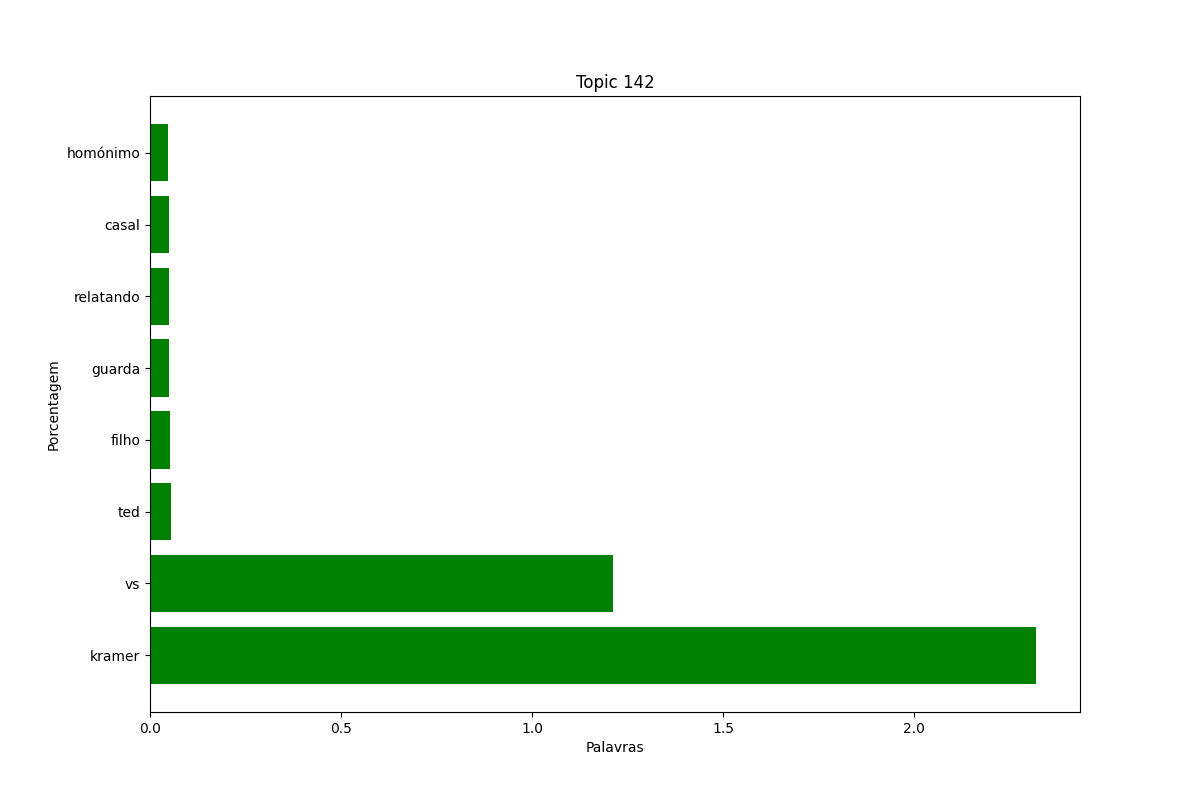 Topic 142
homónimo
casal
relatando
guarda
filho
ted
vs
kramer
Porcentagem
0.0 0.5 1.0 1.5 2.0
Palavras